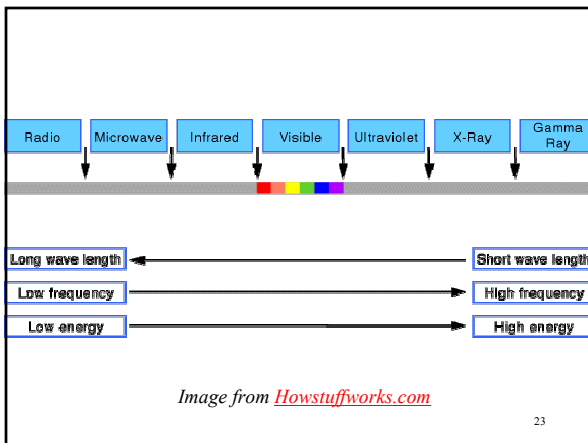 Radio Microwave Infrared Visible Ultraviolet X-Ray Gamma Ray
Long wave length Short wave length
Low frequency High frequency
Low energy High energy
Image from Howstuffworks.com
23